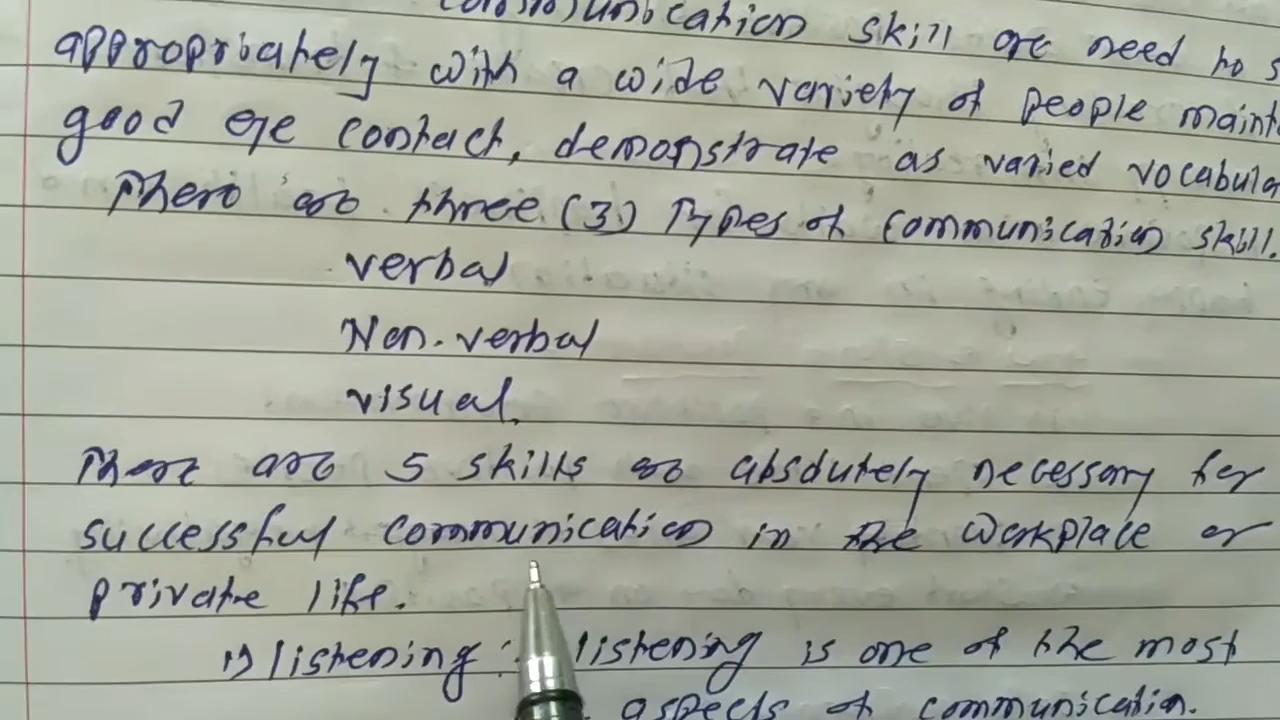 communication skill are need to s
appropriately with a wide variety of people maint
good eye contact, demonstrate as varied vocabular
There are three (3) Types of communication skill.
verbal
Non-verbal
visual.
There are 5 skills are absolutely necessary for
successful communication in the workplace or
private life.
1) listening : listening is one of the most
aspects of communication.